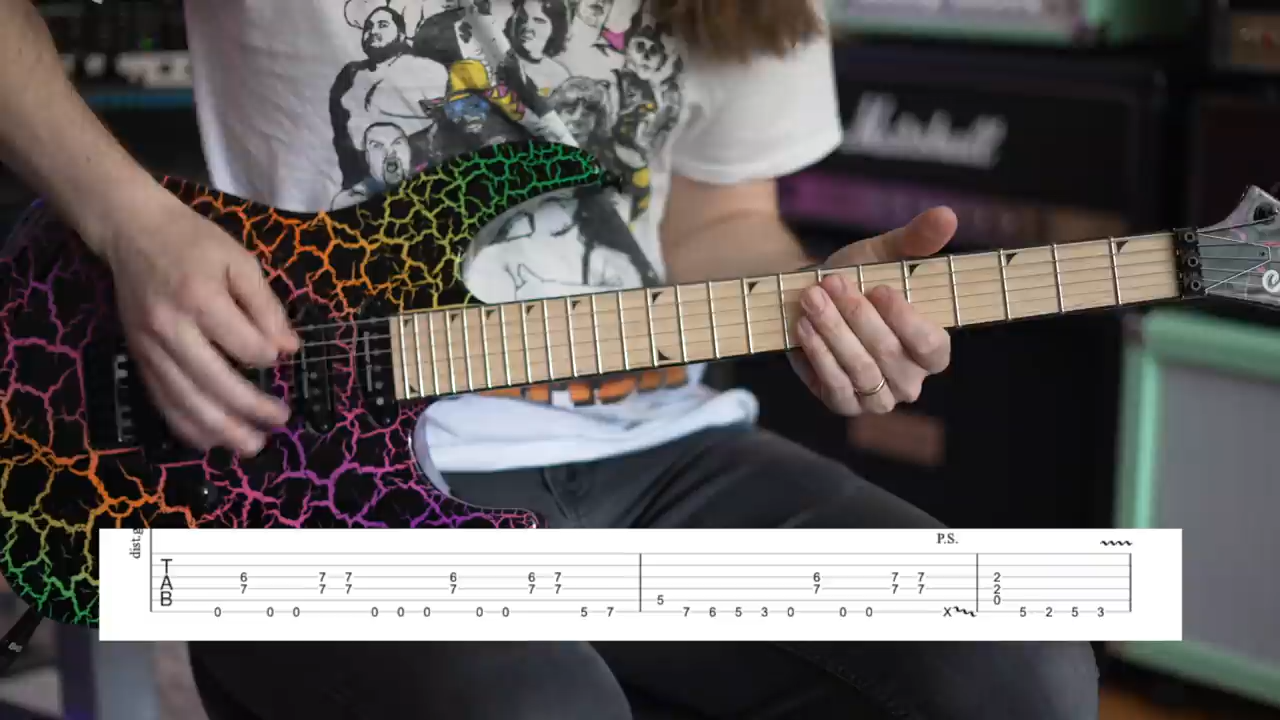 Marshall
dist.g
P.S.
T
A
B
6 7 7 6 6 7 7 6 7 7 2
7 7 7 7 7 7 7 7 7 2
5 0
0 0 0 0 0 0 0 0 5 7 7 6 5 3 0 0 0 X 5 2 5 3